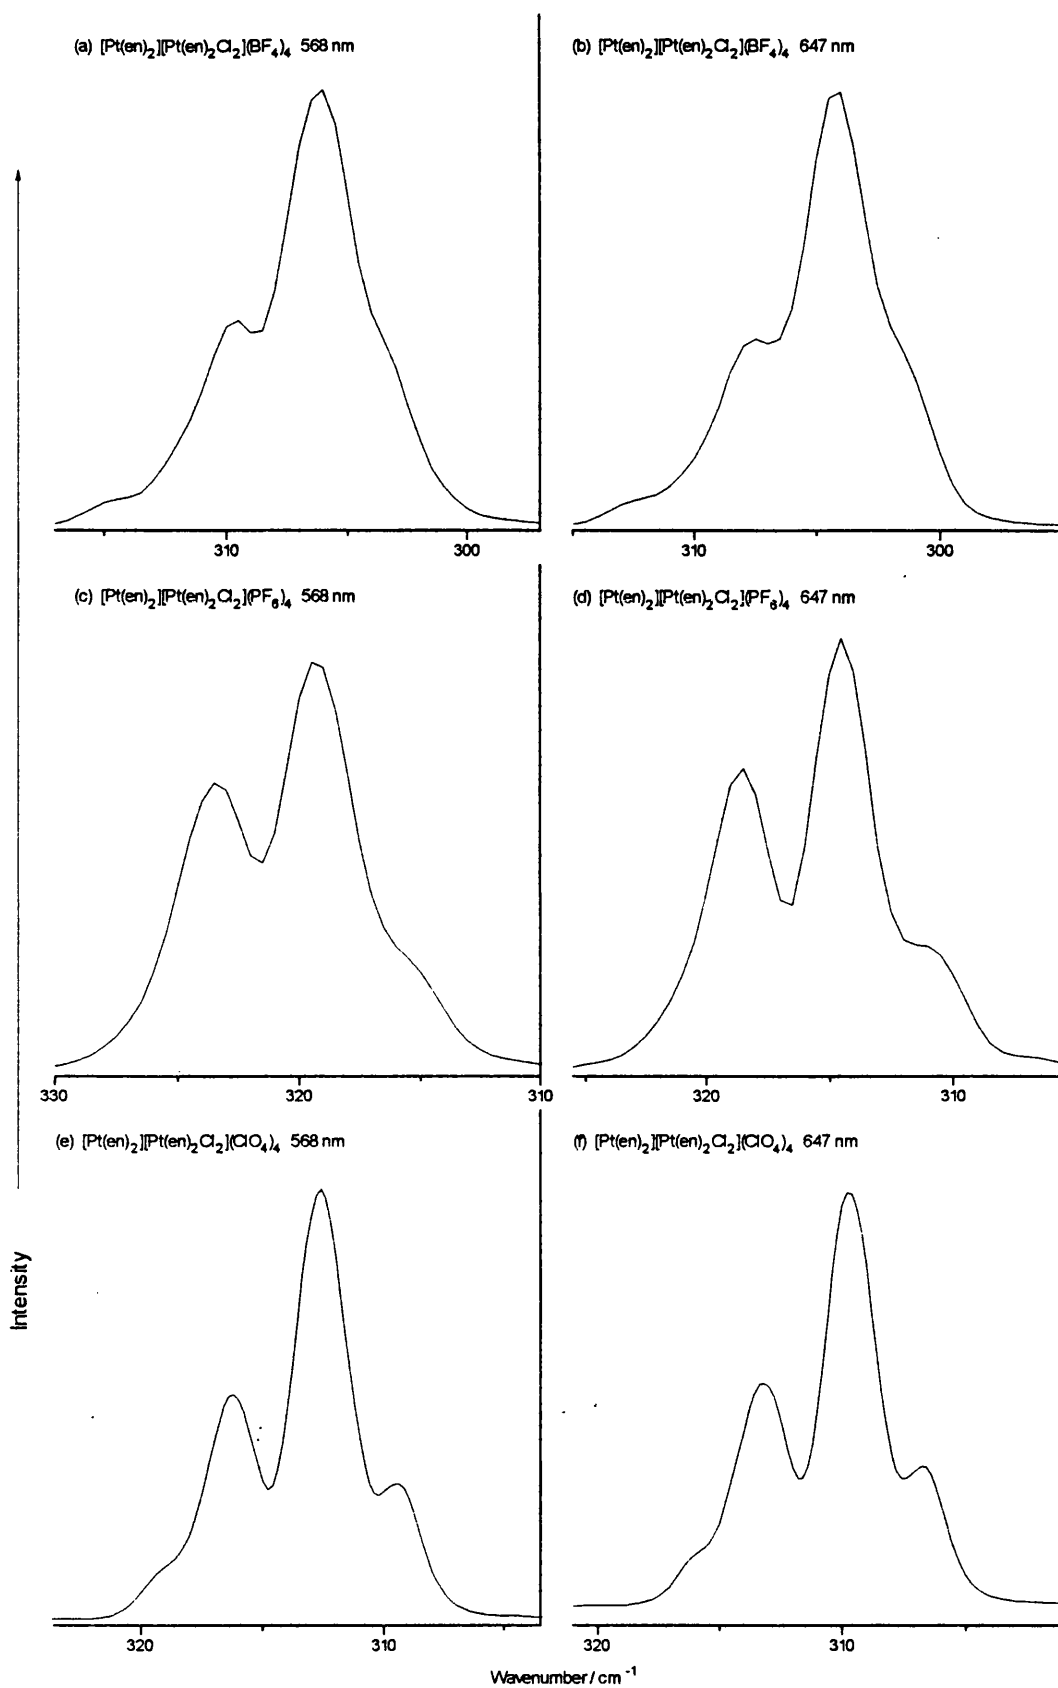 (a) [Pt(en)₂][Pt(en)₂Cl₂](BF₄)₄ 568 nm
(b) [Pt(en)₂][Pt(en)₂Cl₂](BF₄)₄ 647 nm
310 300
310 300
(c) [Pt(en)₂][Pt(en)₂Cl₂](PF₆)₄ 568 nm
(d) [Pt(en)₂][Pt(en)₂Cl₂](PF₆)₄ 647 nm
330 320 310
320 310
(e) [Pt(en)₂][Pt(en)₂Cl₂](ClO₄)₄ 568 nm
(f) [Pt(en)₂][Pt(en)₂Cl₂](ClO₄)₄ 647 nm
Intensity
320 310
320 310
Wavenumber / cm⁻¹